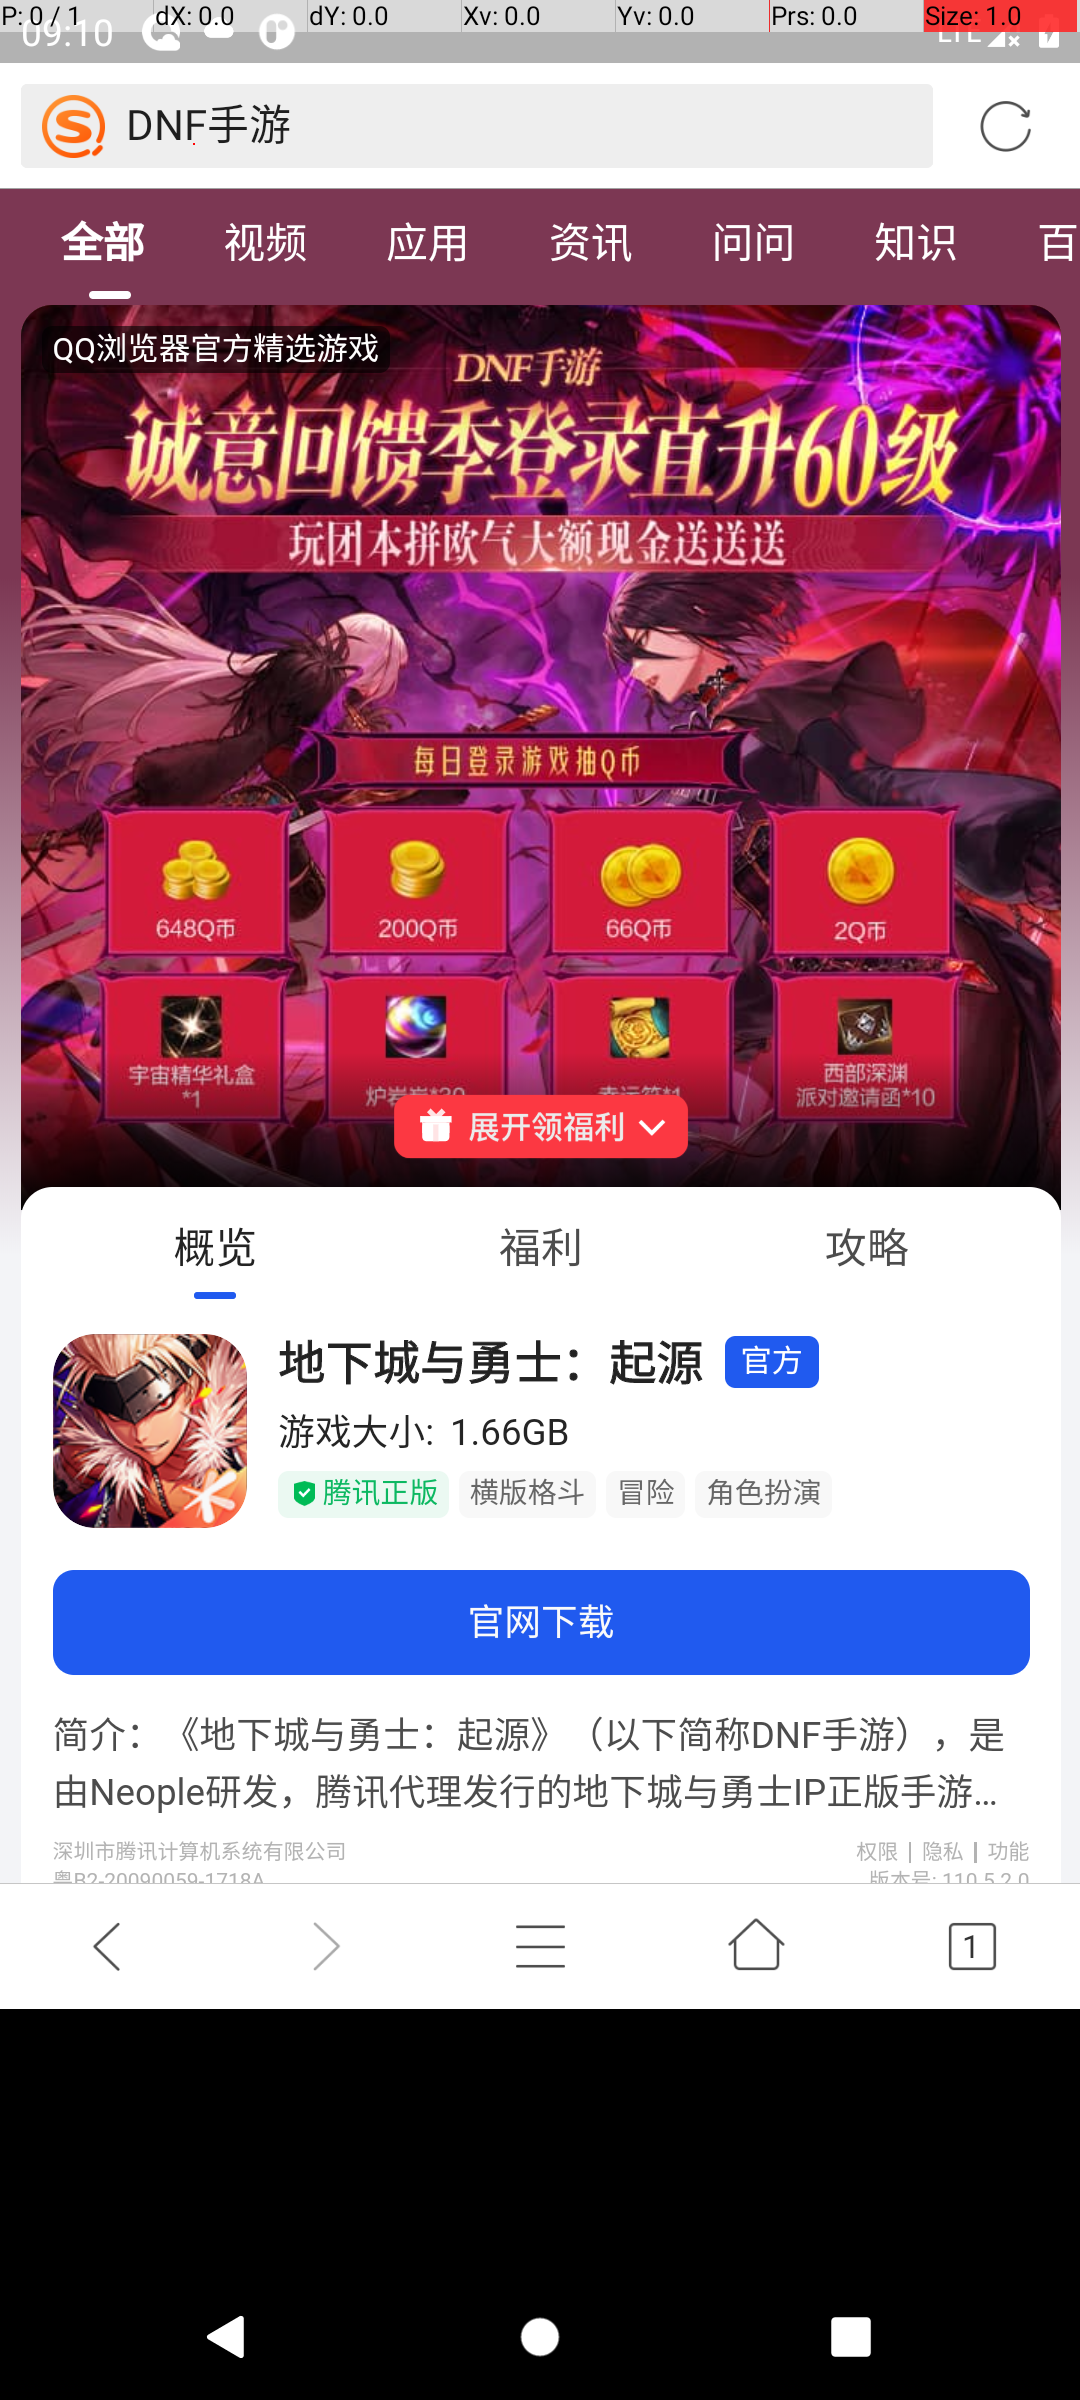 P: 0 / 1 dX: 0.0 dY: 0.0 Xv: 0.0 Yv: 0.0 Prs: 0.0 Size: 1.0
09:10 LTE
DNF手游
全部 视频 应用 资讯 问问 知识 百
QQ浏览器官方精选游戏
DNF手游
诚意回馈季登录直升60级
玩团本拼欧气大额现金送送送
每日登录游戏抽Q币
648Q币 200Q币 66Q币 2Q币
宇宙精华礼盒
*1
炉岩炭*30
幸运符*1
西部深渊
派对邀请函*10
展开领福利
概览 福利 攻略
地下城与勇士：起源 官方
游戏大小: 1.66GB
腾讯正版 横版格斗 冒险 角色扮演
官网下载
简介：《地下城与勇士：起源》（以下简称DNF手游），是
由Neople研发，腾讯代理发行的地下城与勇士IP正版手游...
深圳市腾讯计算机系统有限公司 权限 | 隐私 | 功能
粤B2-20090059-1718A 版本号: 110.5.2.0
1